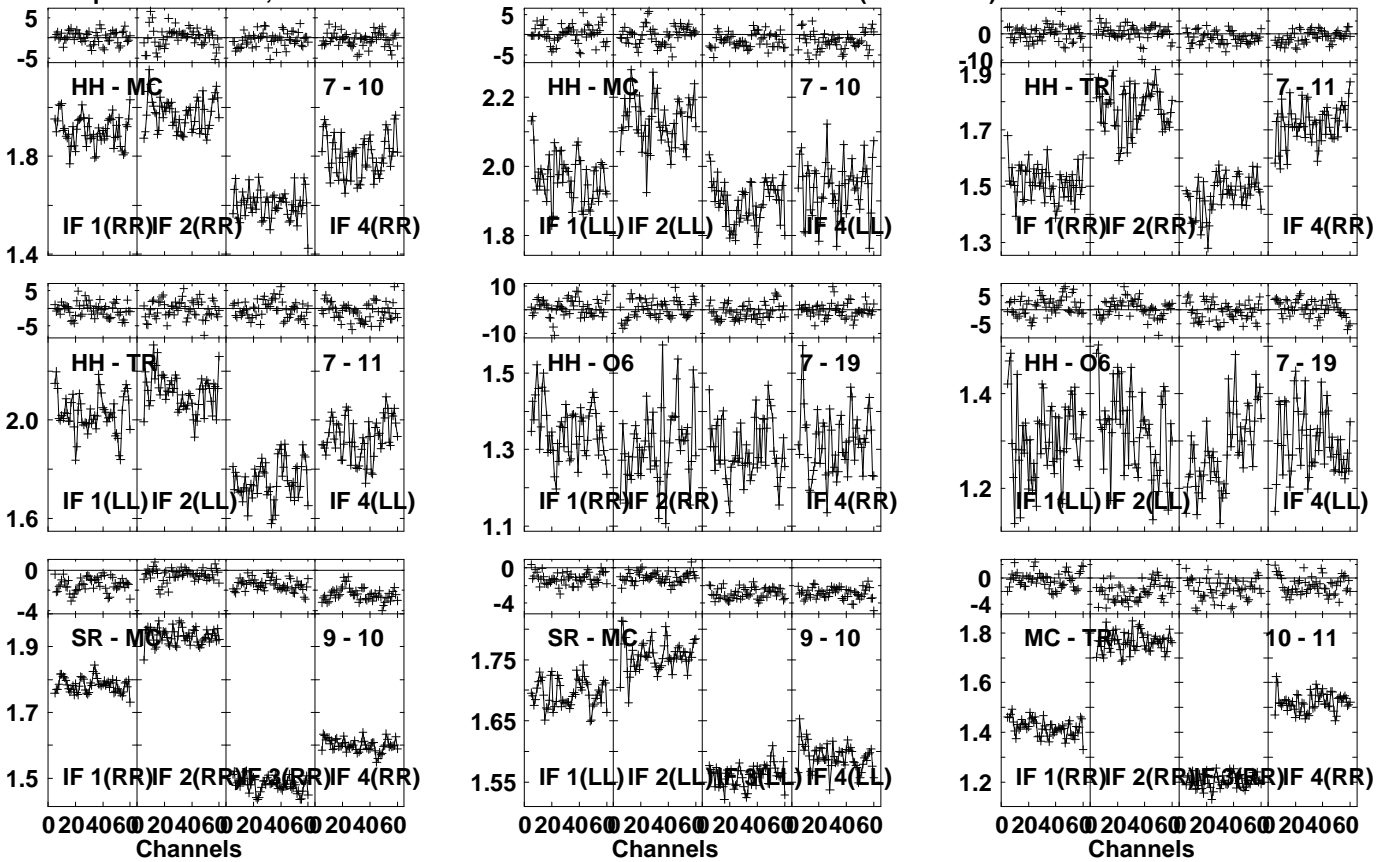 5 5 0
-5 -5 -10
HH - MC 7 - 10 HH - MC 7 - 10 HH - TR 7 - 11
1.8 2.2 1.9
1.4 2.0 1.7
1.8 1.5
1.3
IF 1(RR) IF 2(RR) IF 4(RR) IF 1(LL) IF 2(LL) IF 4(LL) IF 1(RR) IF 2(RR) IF 4(RR)
5 10 5
-5 -10 -5
HH - TR 7 - 11 HH - O6 7 - 19 HH - O6 7 - 19
2.0 1.5 1.4
1.6 1.3 1.2
1.1
IF 1(LL) IF 2(LL) IF 4(LL) IF 1(RR) IF 2(RR) IF 4(RR) IF 1(LL) IF 2(LL) IF 4(LL)
0 0 0
-4 -4 -4
SR - MC 9 - 10 SR - MC 9 - 10 MC - TR 10 - 11
1.9 1.75 1.8
1.7 1.65 1.6
1.5 1.55 1.4
1.2
IF 1(RR) IF 2(RR) IF 3(RR) IF 4(RR) IF 1(LL) IF 2(LL) IF 3(LL) IF 4(LL) IF 1(RR) IF 2(RR) IF 3(RR) IF 4(RR)
0 20 40 60 0 20 40 60 0 20 40 60 0 20 40 60 0 20 40 60 0 20 40 60 0 20 40 60 0 20 40 60 0 20 40 60 0 20 40 60 0 20 40 60 0 20 40 60
Channels Channels Channels